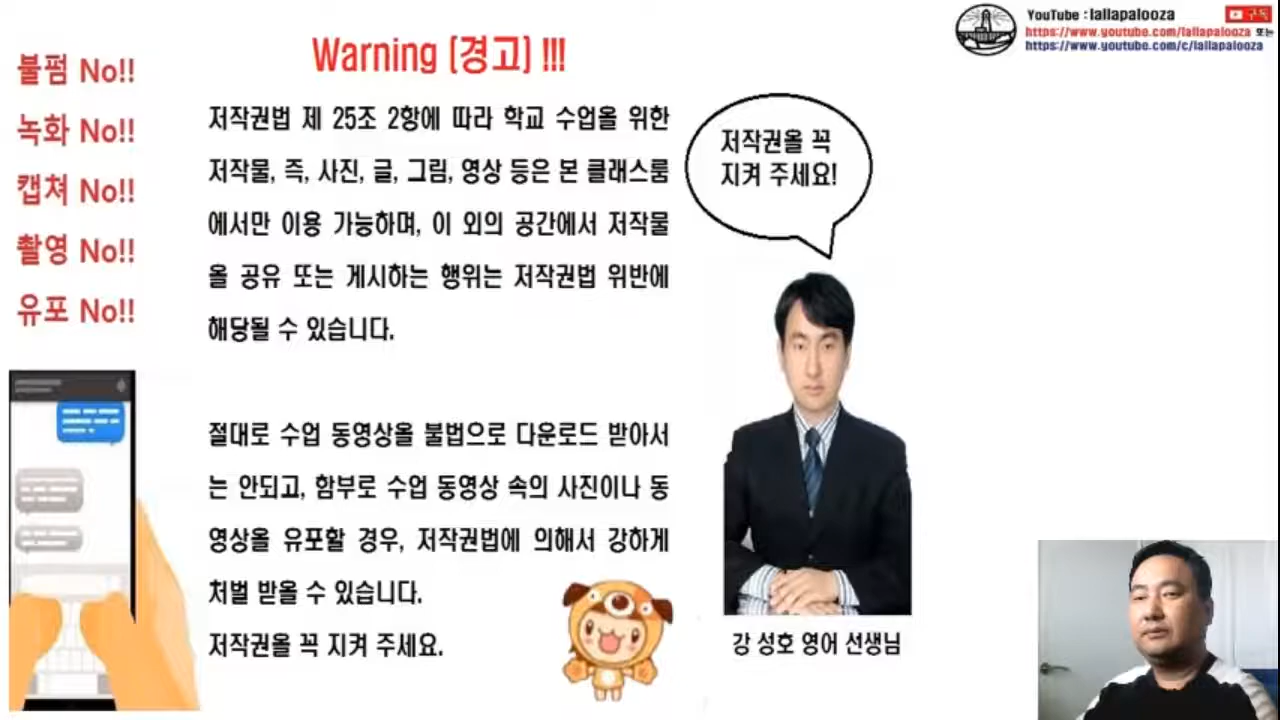 YouTube : lallapalooza
구독
https://www.youtube.com/lallapalooza 또는
https://www.youtube.com/c/lallapalooza
Warning (경고) !!!
불펌 No!!
녹화 No!!
캡쳐 No!!
촬영 No!!
유포 No!!
저작권법 제 25조 2항에 따라 학교 수업을 위한
저작물, 즉, 사진, 글, 그림, 영상 등은 본 클래스룸
에서만 이용 가능하며, 이 외의 공간에서 저작물
을 공유 또는 게시하는 행위는 저작권법 위반에
해당될 수 있습니다.
절대로 수업 동영상을 불법으로 다운로드 받아서
는 안되고, 함부로 수업 동영상 속의 사진이나 동
영상을 유포할 경우, 저작권법에 의해서 강하게
처벌 받을 수 있습니다.
저작권을 꼭 지켜 주세요.
저작권을 꼭
지켜 주세요!
강 성호 영어 선생님